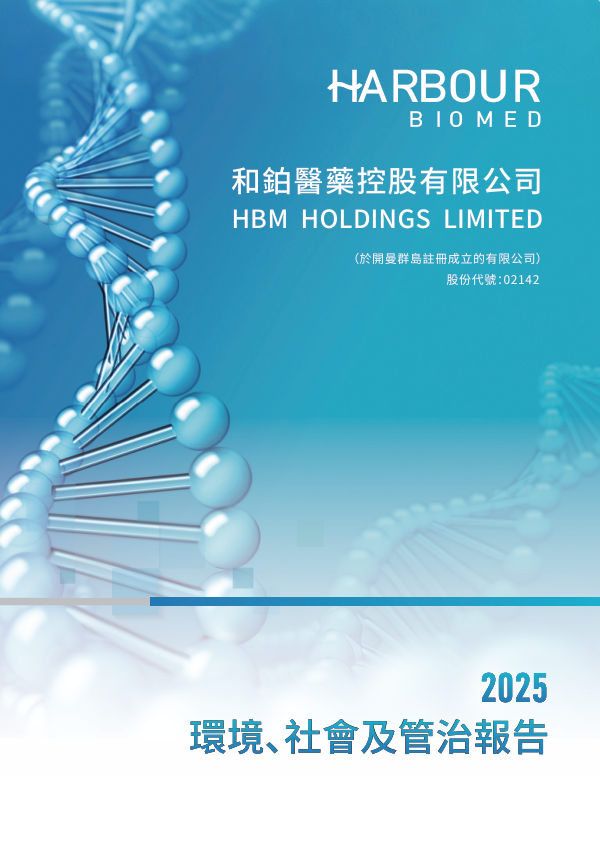 HARBOUR
BIOMED
和鉑醫藥控股有限公司
HBM HOLDINGS LIMITED
（於開曼群島註冊成立的有限公司）
股份代號：02142
2025
環境、社會及管治報告